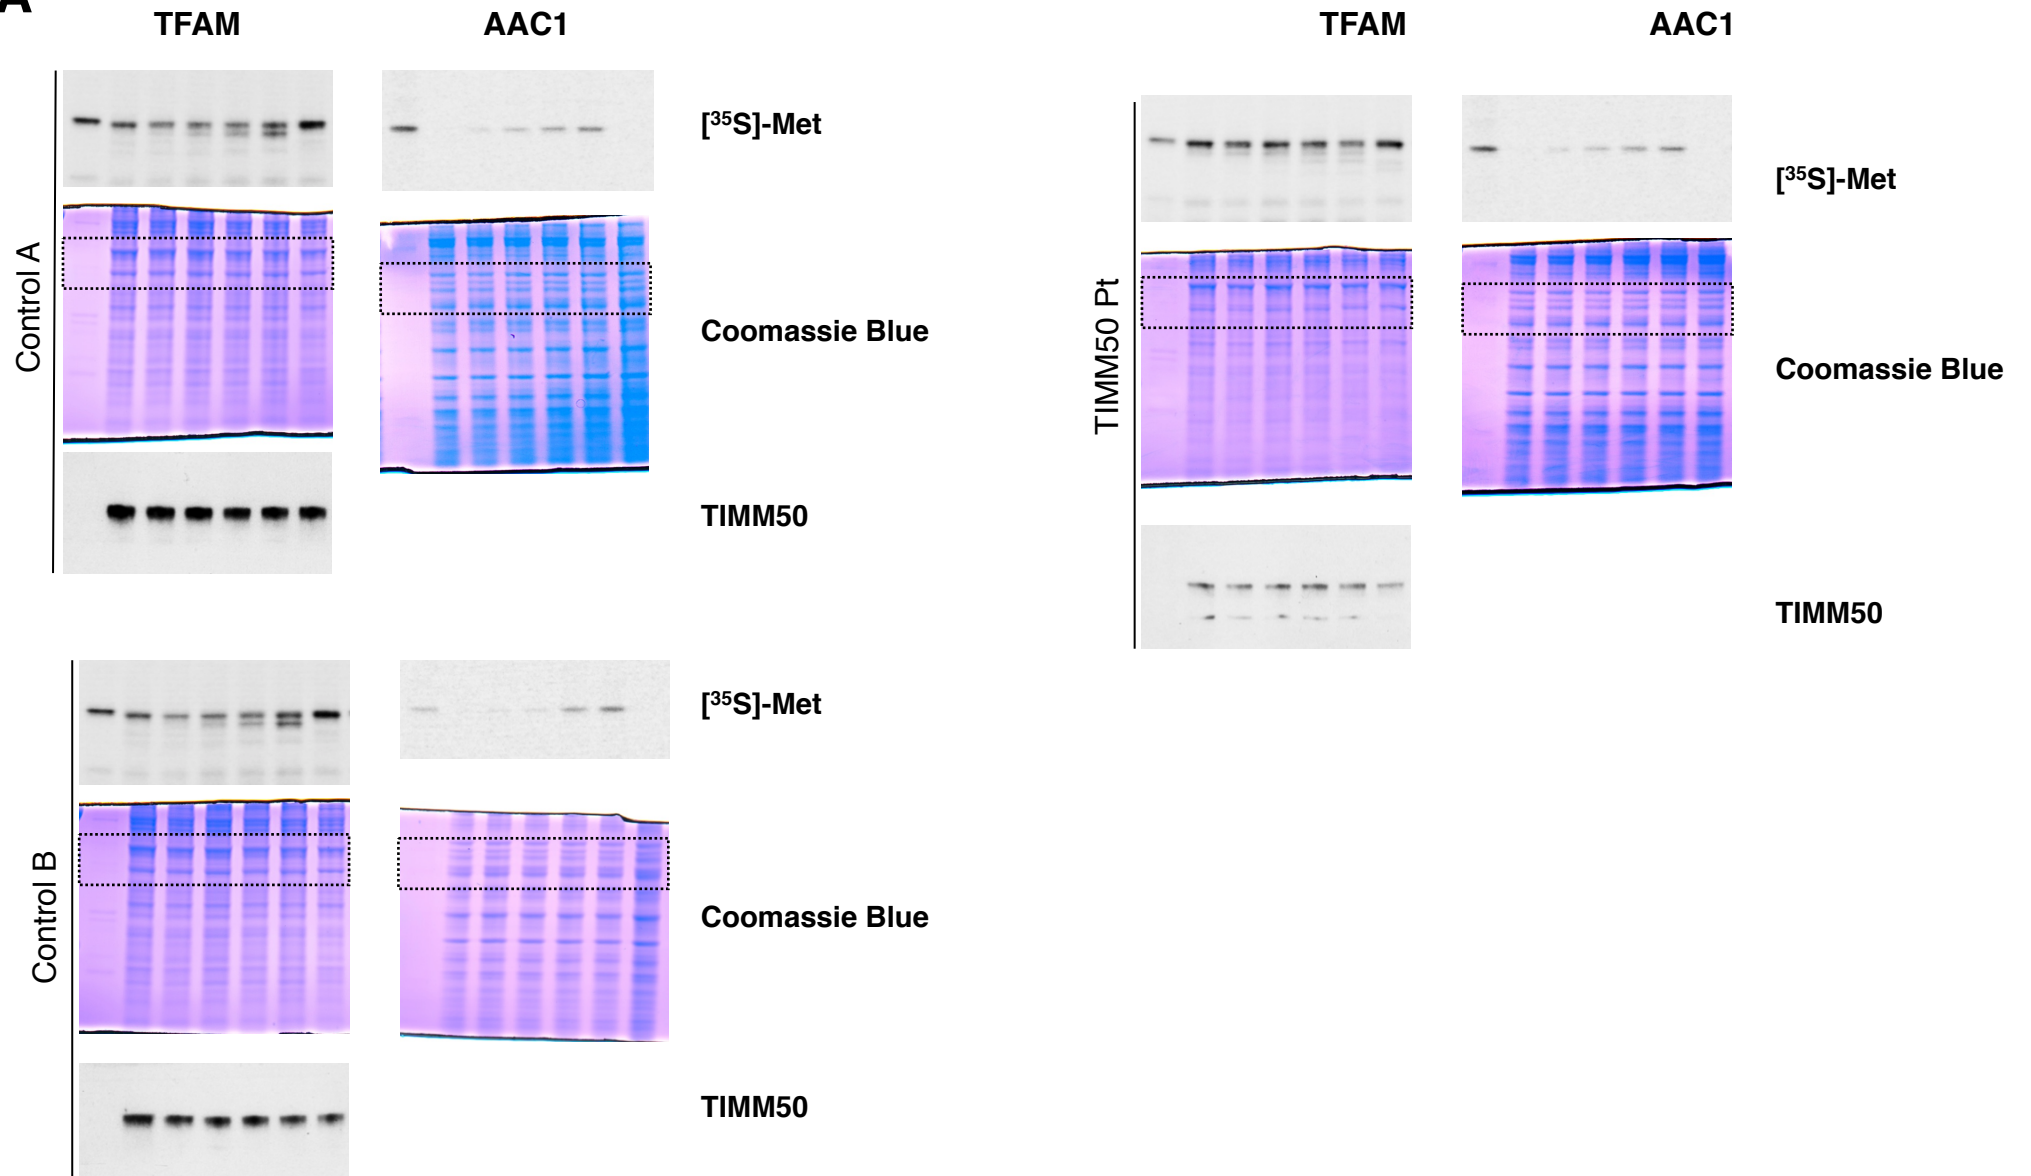 A
TFAM AAC1
Control A
[³⁵S]-Met
Coomassie Blue
TIMM50
Control B
[³⁵S]-Met
Coomassie Blue
TIMM50
TFAM AAC1
TIMM50 Pt
[³⁵S]-Met
Coomassie Blue
TIMM50